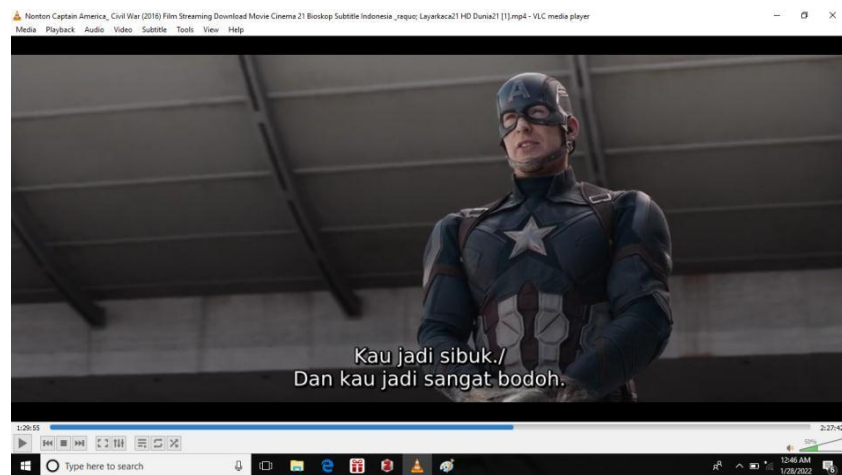 Nonton Captain America_ Civil War (2016) Film Streaming Download Movie Cinema 21 Bioskop Subtitle Indonesia _raquo; Layarkaca21 HD Dunia21 [1].mp4 - VLC media player
Media Playback Audio Video Subtitle Tools View Help
A
Kau jadi sibuk./
Dan kau jadi sangat bodoh.
1:29:55 2:27:42
50%
Type here to search
12:46 AM
1/28/2022
6